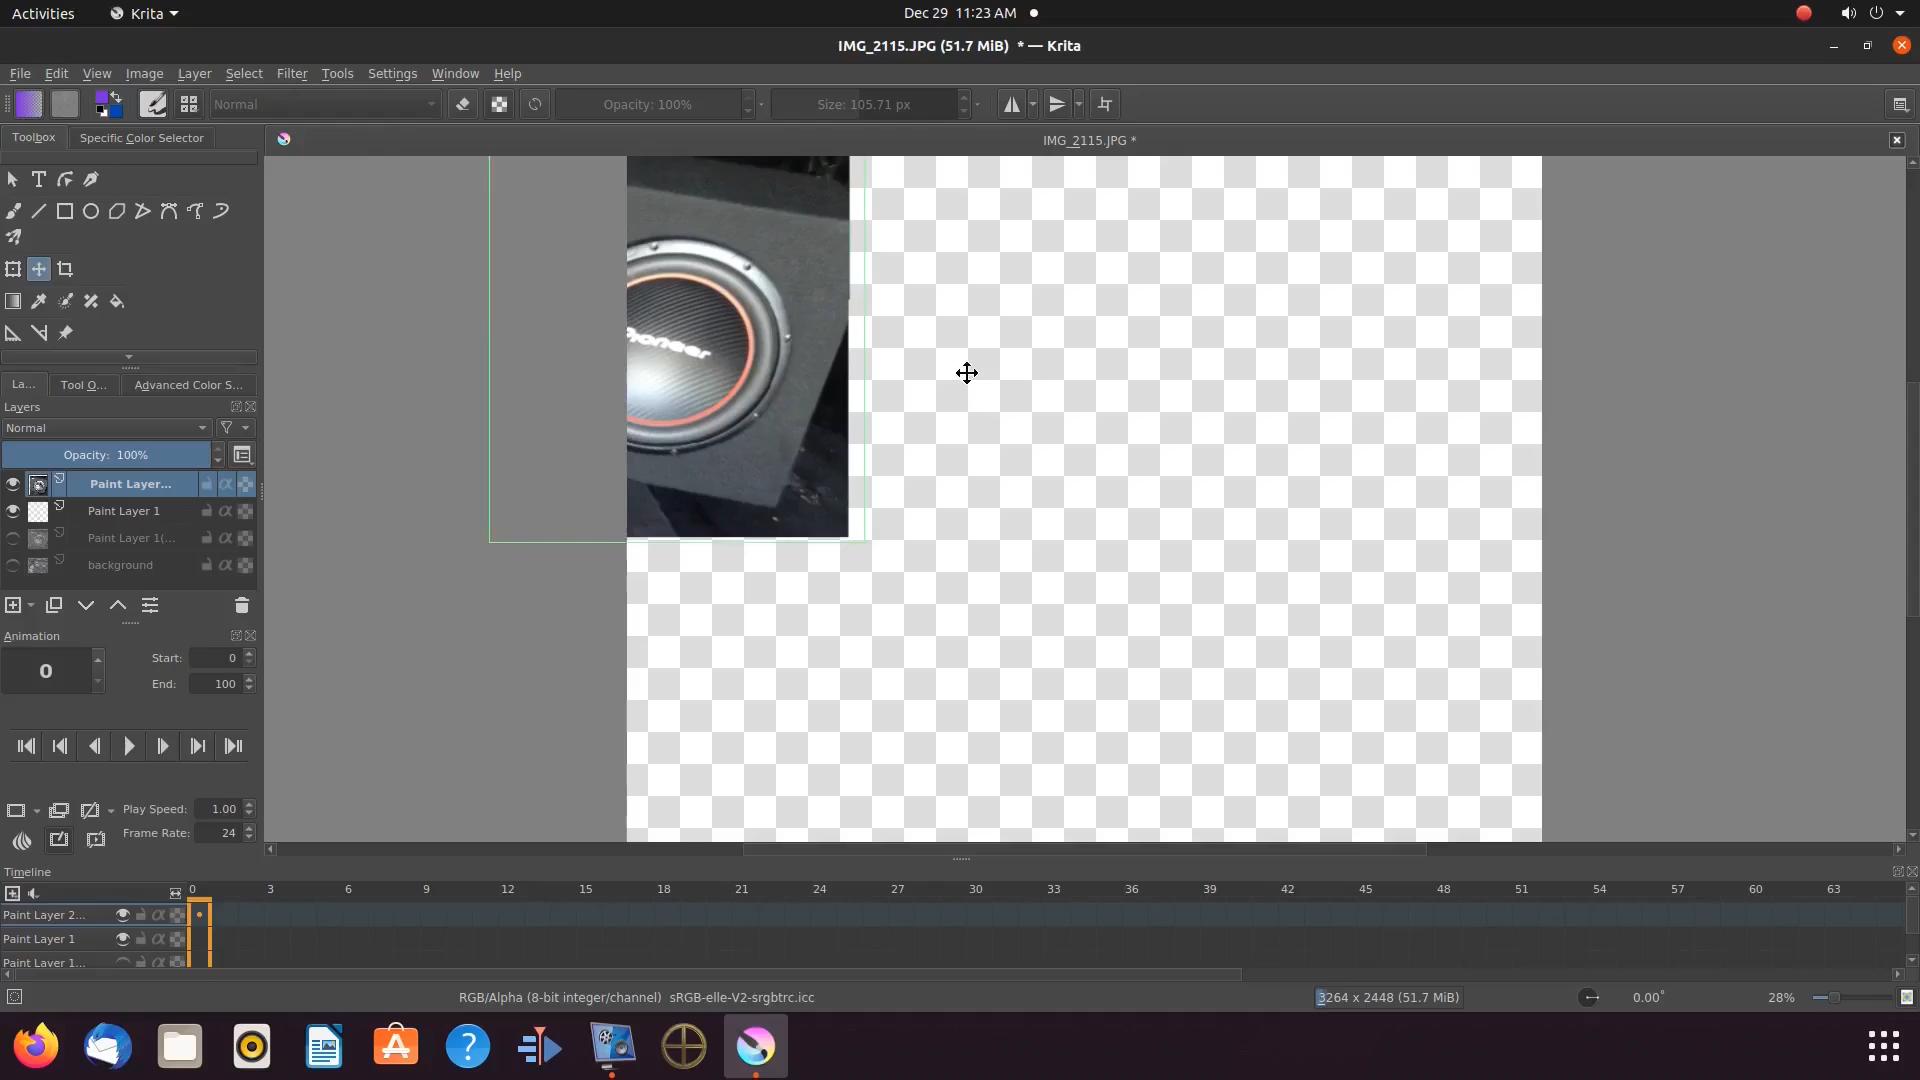 Activities
Krita
Dec 29 11:23 AM
IMG_2115.JPG (51.7 MiB) * — Krita
File Edit View Image Layer Select Filter Tools Settings Window Help
Normal
Opacity: 100%
Size: 105.71 px
Toolbox
Specific Color Selector
IMG_2115.JPG *
Pioneer
La...
Tool O...
Advanced Color S...
Layers
Normal
Opacity: 100%
Paint Layer...
Paint Layer 1
Paint Layer 1(...
background
Animation
0
Start: 0
End: 100
Play Speed: 1.00
Frame Rate: 24
Timeline
0 3 6 9 12 15 18 21 24 27 30 33 36 39 42 45 48 51 54 57 60 63
Paint Layer 2...
Paint Layer 1
Paint Layer 1...
RGB/Alpha (8-bit integer/channel) sRGB-elle-V2-srgbtrc.icc
3264 x 2448 (51.7 MiB)
0.00°
28%